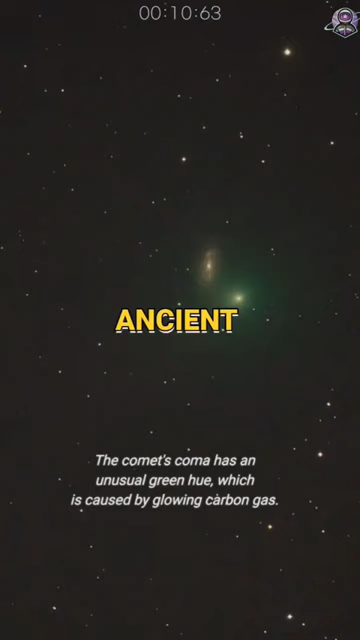 00:10:63
ANCIENT
The comet's coma has an
unusual green hue, which
is caused by glowing carbon gas.